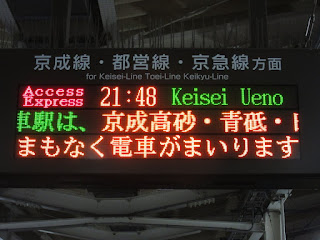 京成線・都営線・京急線方面
for Keisei-Line Toei-Line Keikyu-Line
Access Express 21:48 Keisei Ueno
車駅は、京成高砂・青砥・日
まもなく電車がまいります